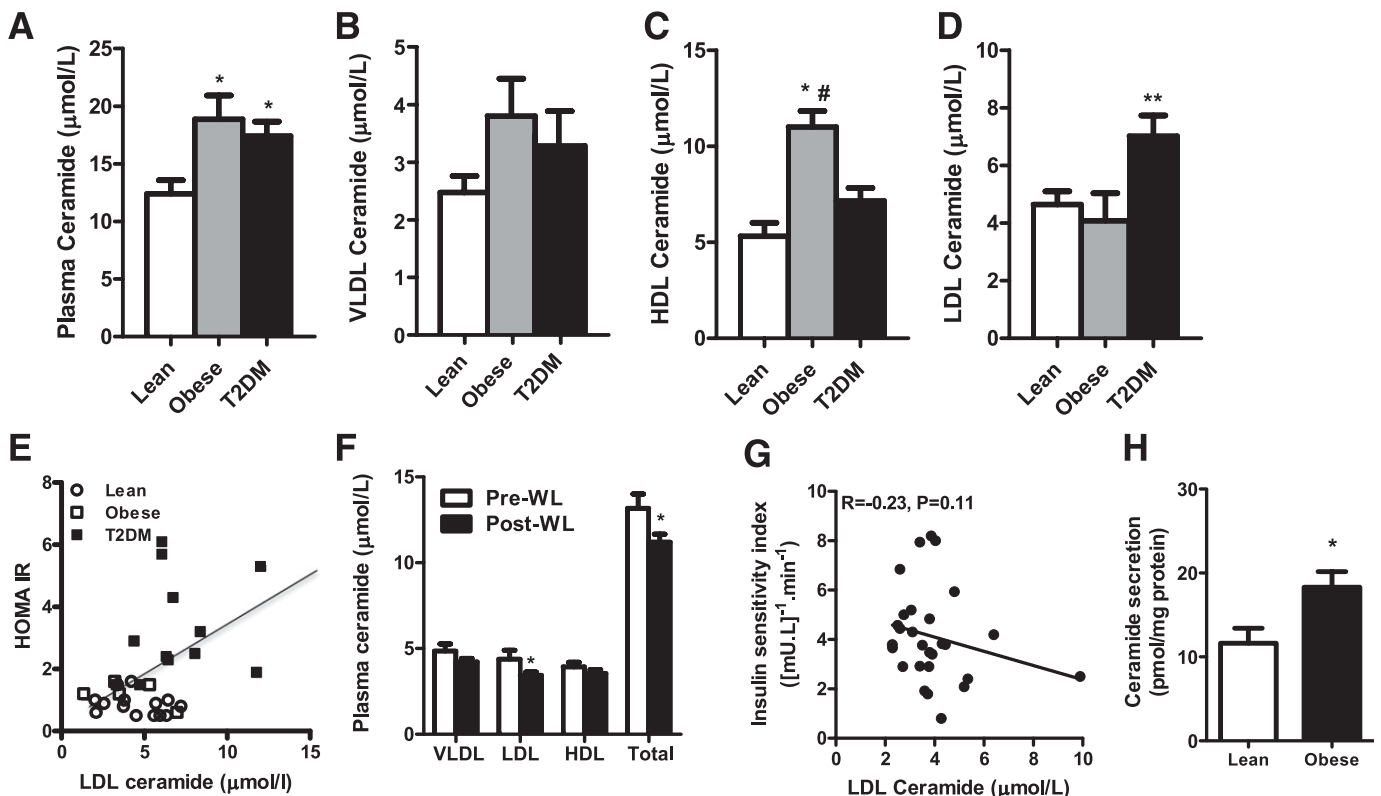 A
Plasma Ceramide (μmol/L)
25
20
15
10
5
0
*
*
Lean
Obese
T2DM
B
VLDL Ceramide (μmol/L)
5
4
3
2
1
0
Lean
Obese
T2DM
C
HDL Ceramide (μmol/L)
15
10
5
0
* #
Lean
Obese
T2DM
D
LDL Ceramide (μmol/L)
10
8
6
4
2
0
**
Lean
Obese
T2DM
E
HOMA IR
8
6
4
2
0
Lean
Obese
T2DM
0 5 10 15
LDL ceramide (μmol/l)
F
Plasma ceramide (μmol/L)
15
10
5
0
Pre-WL
Post-WL
*
*
VLDL LDL HDL Total
G
Insulin sensitivity index
([mU.L]⁻¹.min⁻¹)
10
8
6
4
2
0
R=-0.23, P=0.11
0 2 4 6 8 10
LDL Ceramide (μmol/L)
H
Ceramide secretion
(pmol/mg protein)
30
20
10
0
*
Lean Obese